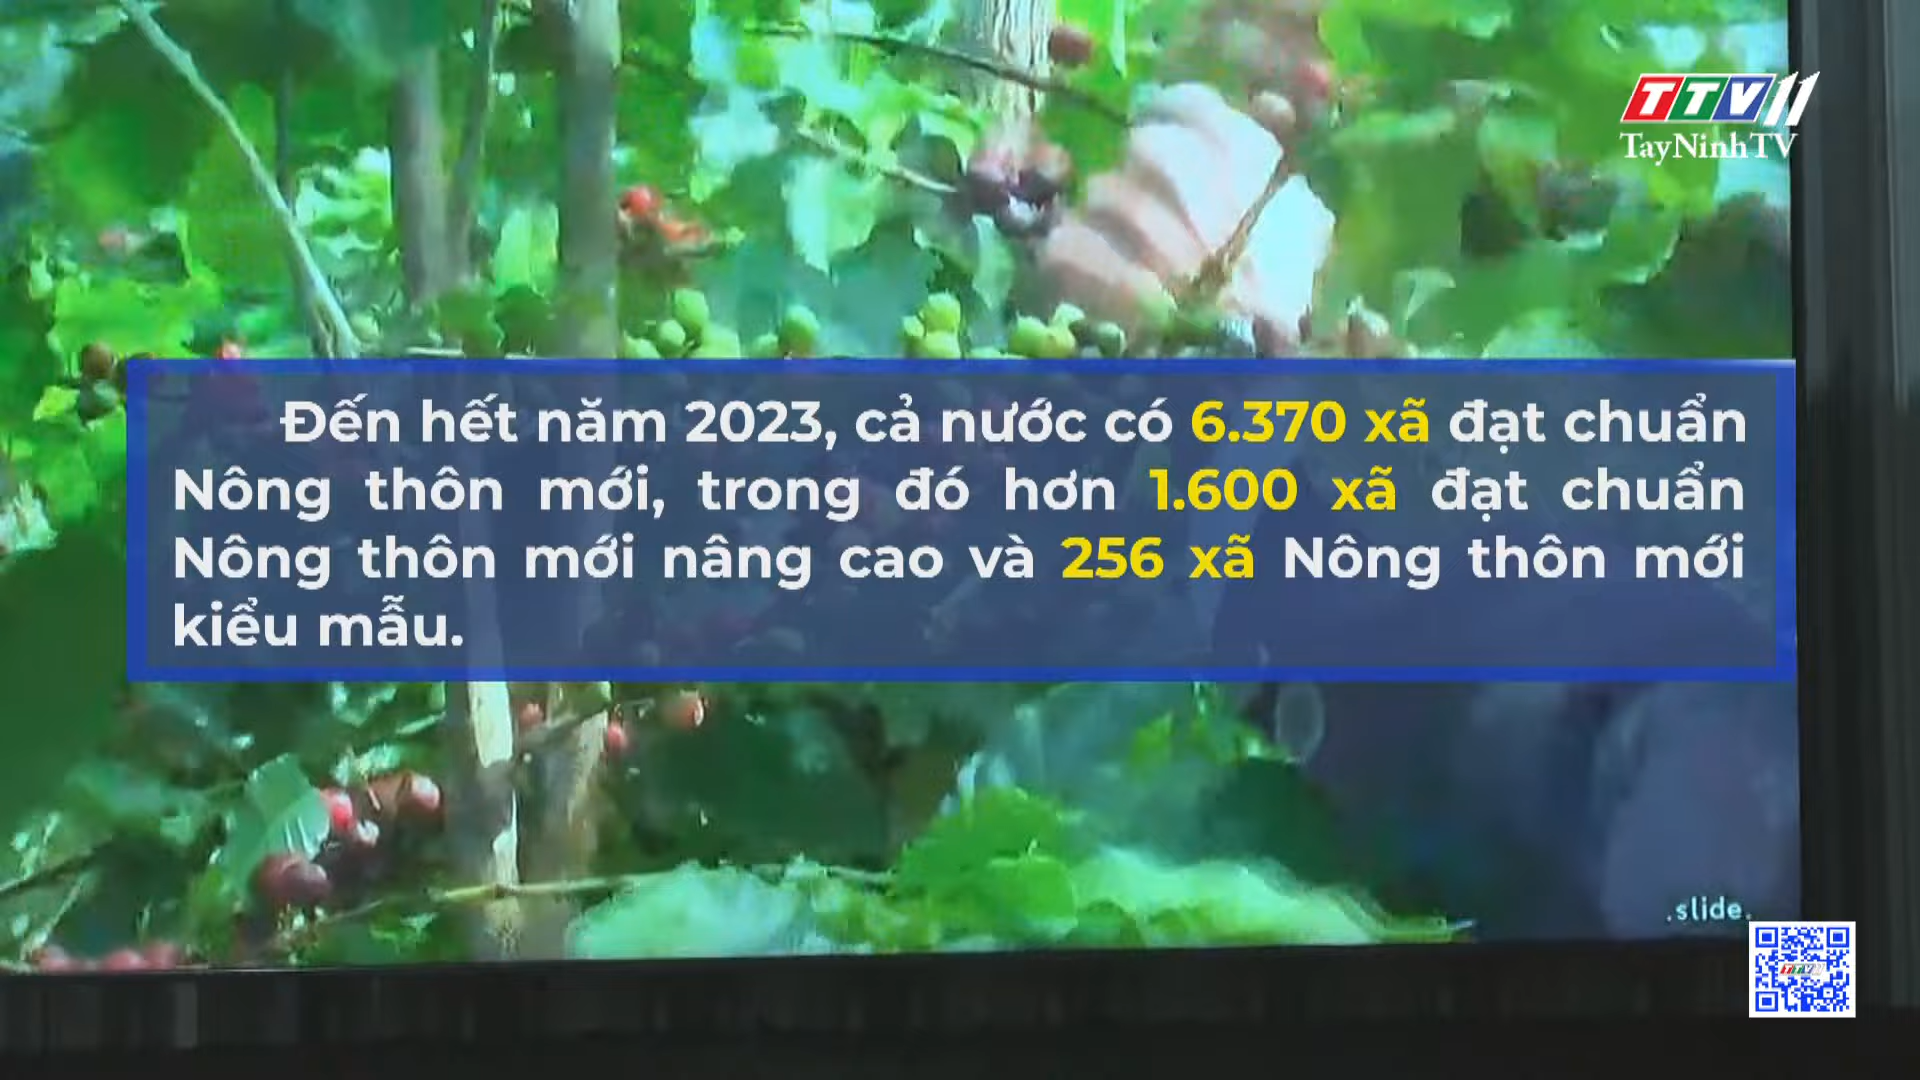 TTV11
TayNinhTV
Đến hết năm 2023, cả nước có 6.370 xã đạt chuẩn
Nông thôn mới, trong đó hơn 1.600 xã đạt chuẩn
Nông thôn mới nâng cao và 256 xã Nông thôn mới
kiểu mẫu.
.slide.
TTV11